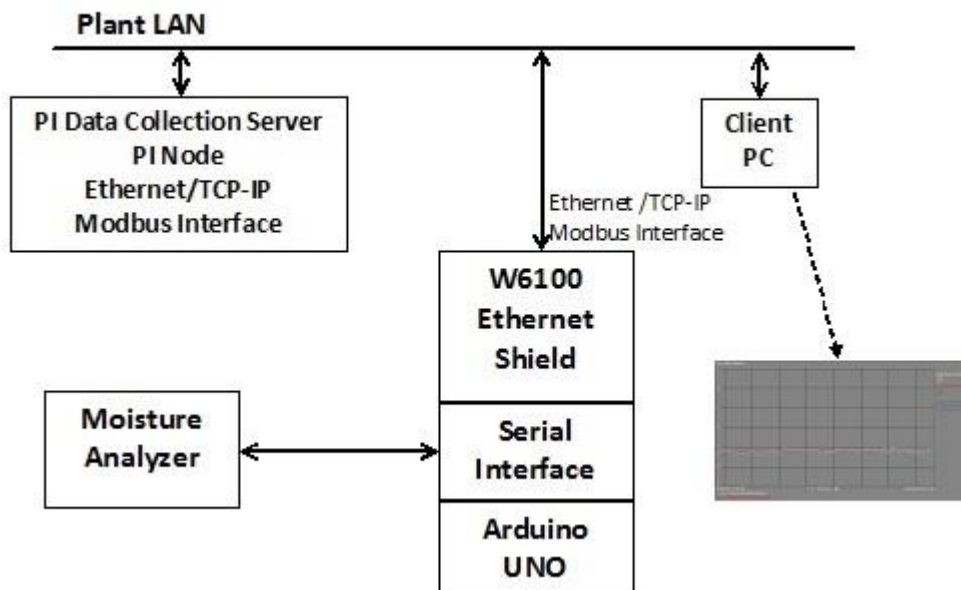 Plant LAN
PI Data Collection Server
PI Node
Ethernet/TCP-IP
Modbus Interface
Client
PC
Ethernet /TCP-IP
Modbus Interface
W6100
Ethernet
Shield
Moisture
Analyzer
Serial
Interface
Arduino
UNO